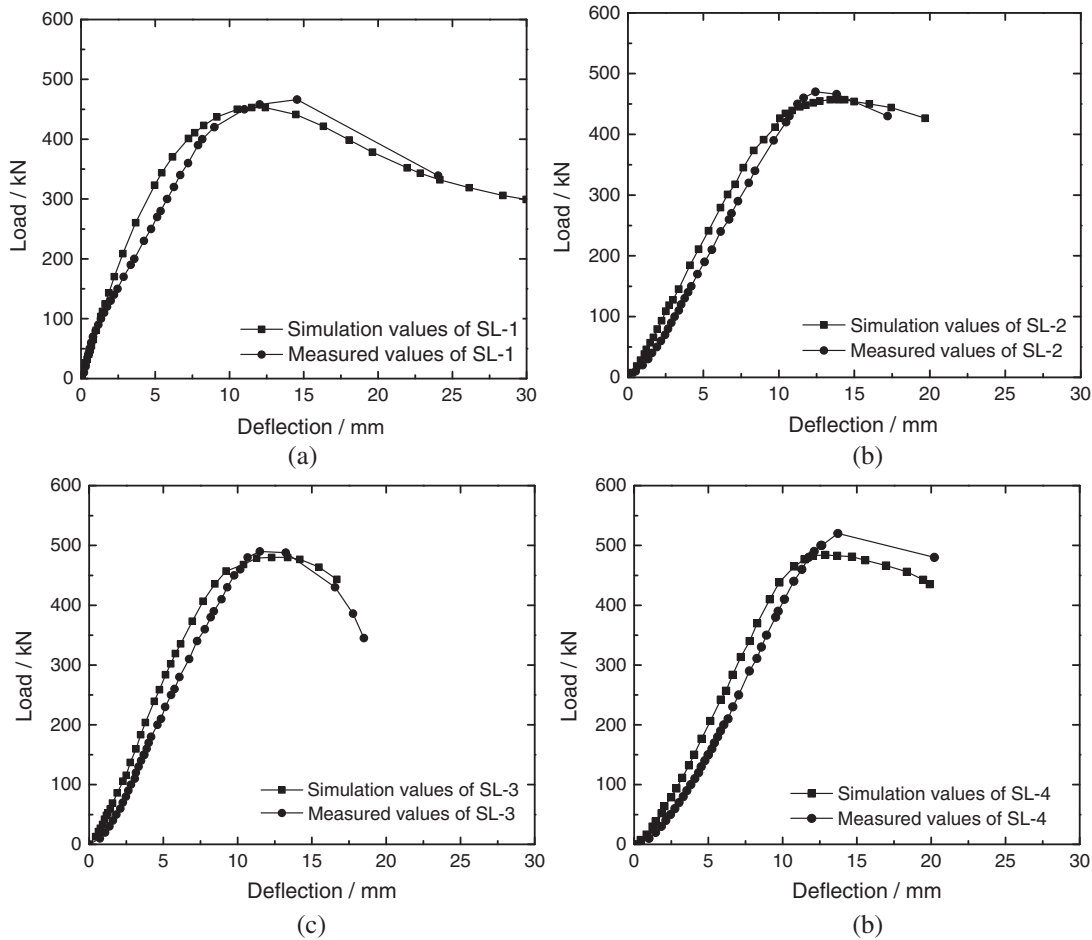 600
500
400
300
200
100
0
Load / kN
Simulation values of SL-1
Measured values of SL-1
0 5 10 15 20 25 30
Deflection / mm
(a)
600
500
400
300
200
100
0
Load / kN
Simulation values of SL-2
Measured values of SL-2
0 5 10 15 20 25 30
Deflection / mm
(b)
600
500
400
300
200
100
0
Load / kN
Simulation values of SL-3
Measured values of SL-3
0 5 10 15 20 25 30
Deflection / mm
(c)
600
500
400
300
200
100
0
Load / kN
Simulation values of SL-4
Measured values of SL-4
0 5 10 15 20 25 30
Deflection / mm
(b)